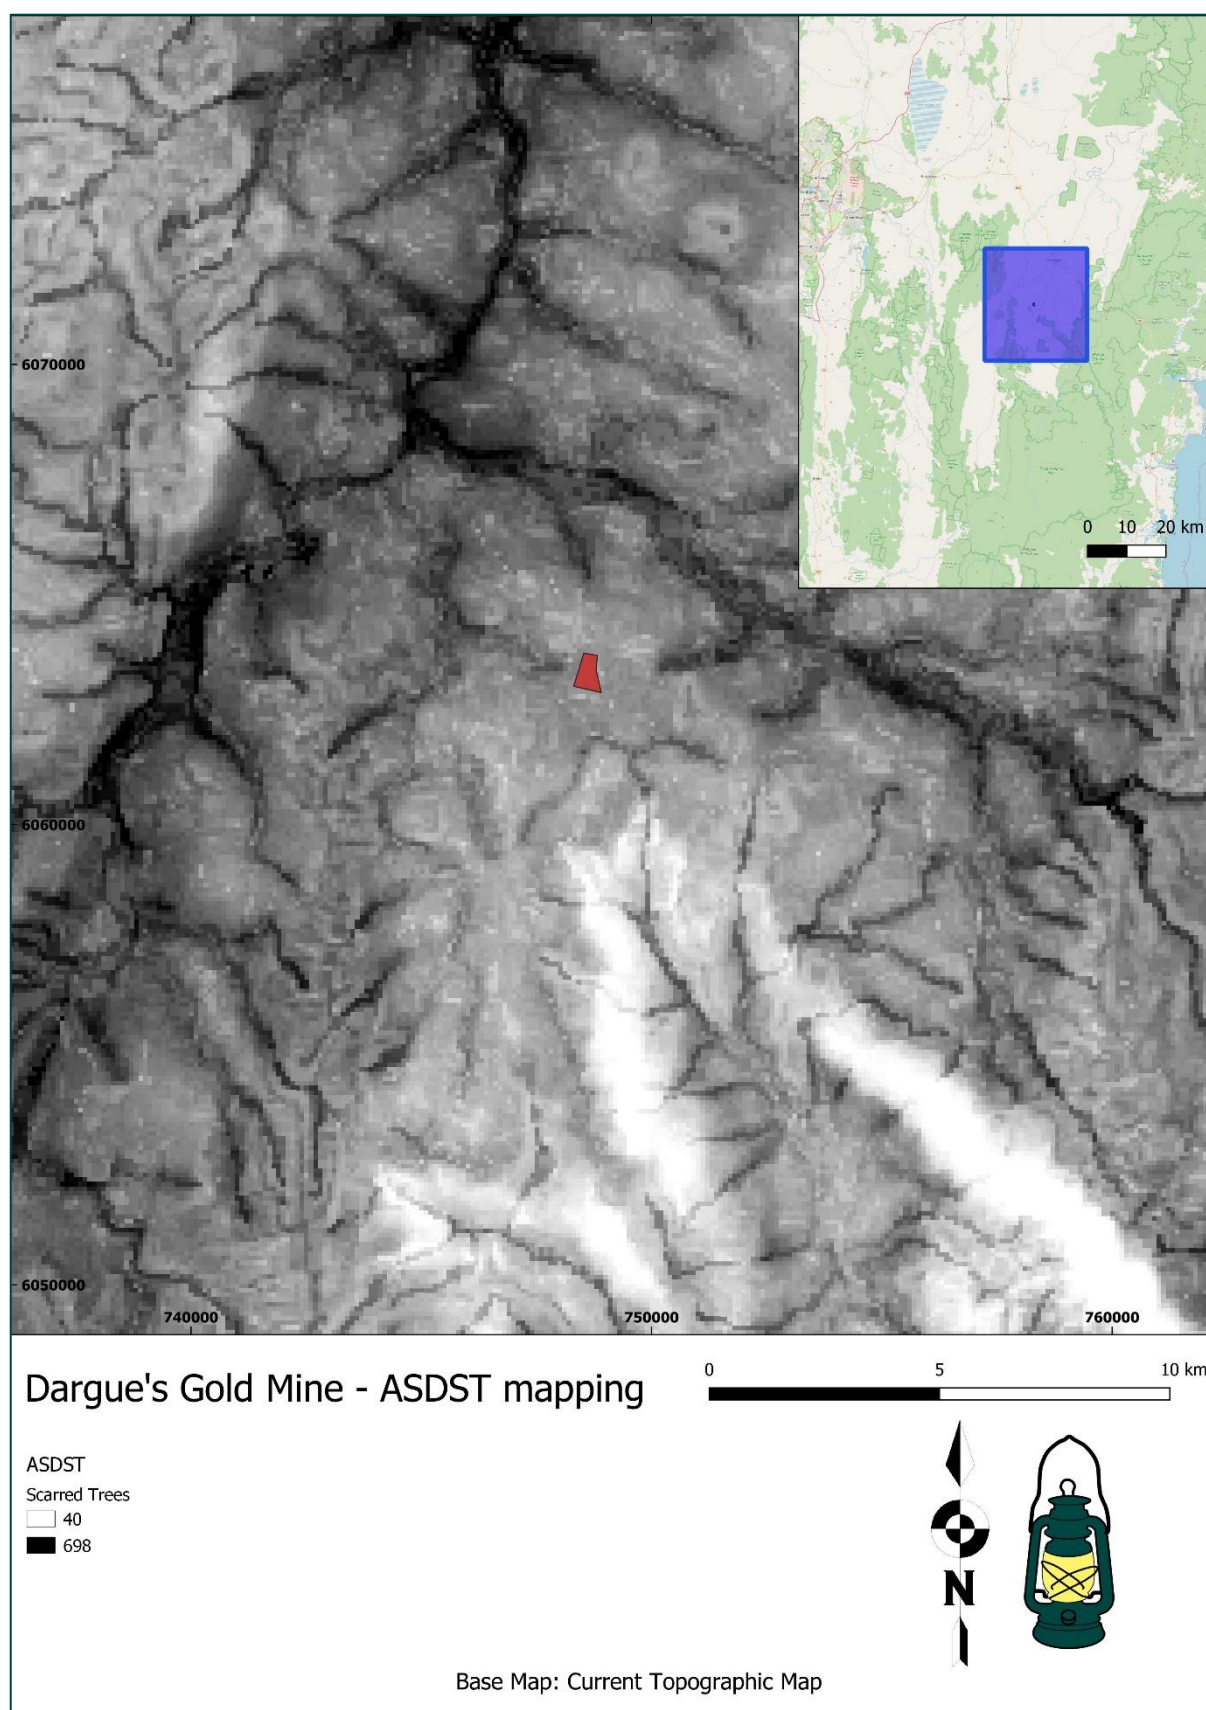 0 10 20 km
6070000
6060000
6050000
740000 750000 760000
Dargue's Gold Mine - ASDST mapping
0 5 10 km
ASDST
Scarred Trees
40
698
N
Base Map: Current Topographic Map